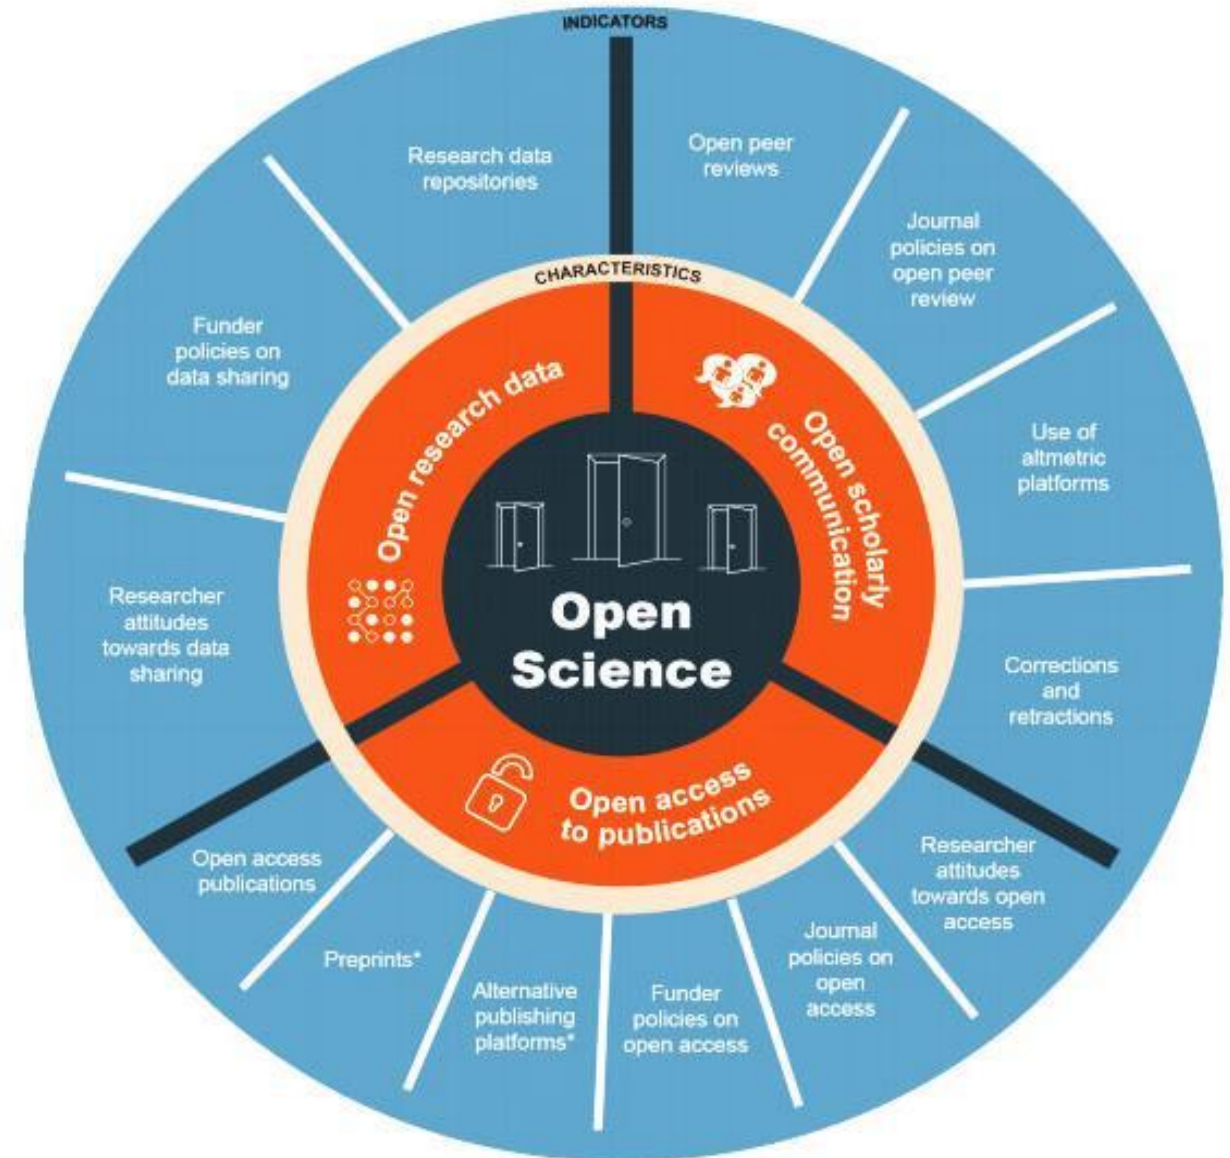 INDICATORS
Open peer
reviews
Journal
policies on
open peer
review
Use of
altmetric
platforms
Corrections
and
retractions
Researcher
attitudes
towards open
access
Journal
policies on
open
access
Funder
policies on
open access
Alternative
publishing
platforms*
Preprints*
Open access
publications
Researcher
attitudes
towards data
sharing
Funder
policies on
data sharing
Research data
repositories
CHARACTERISTICS
Open scholarly
communication
Open access
to publications
Open research data
Open
Science